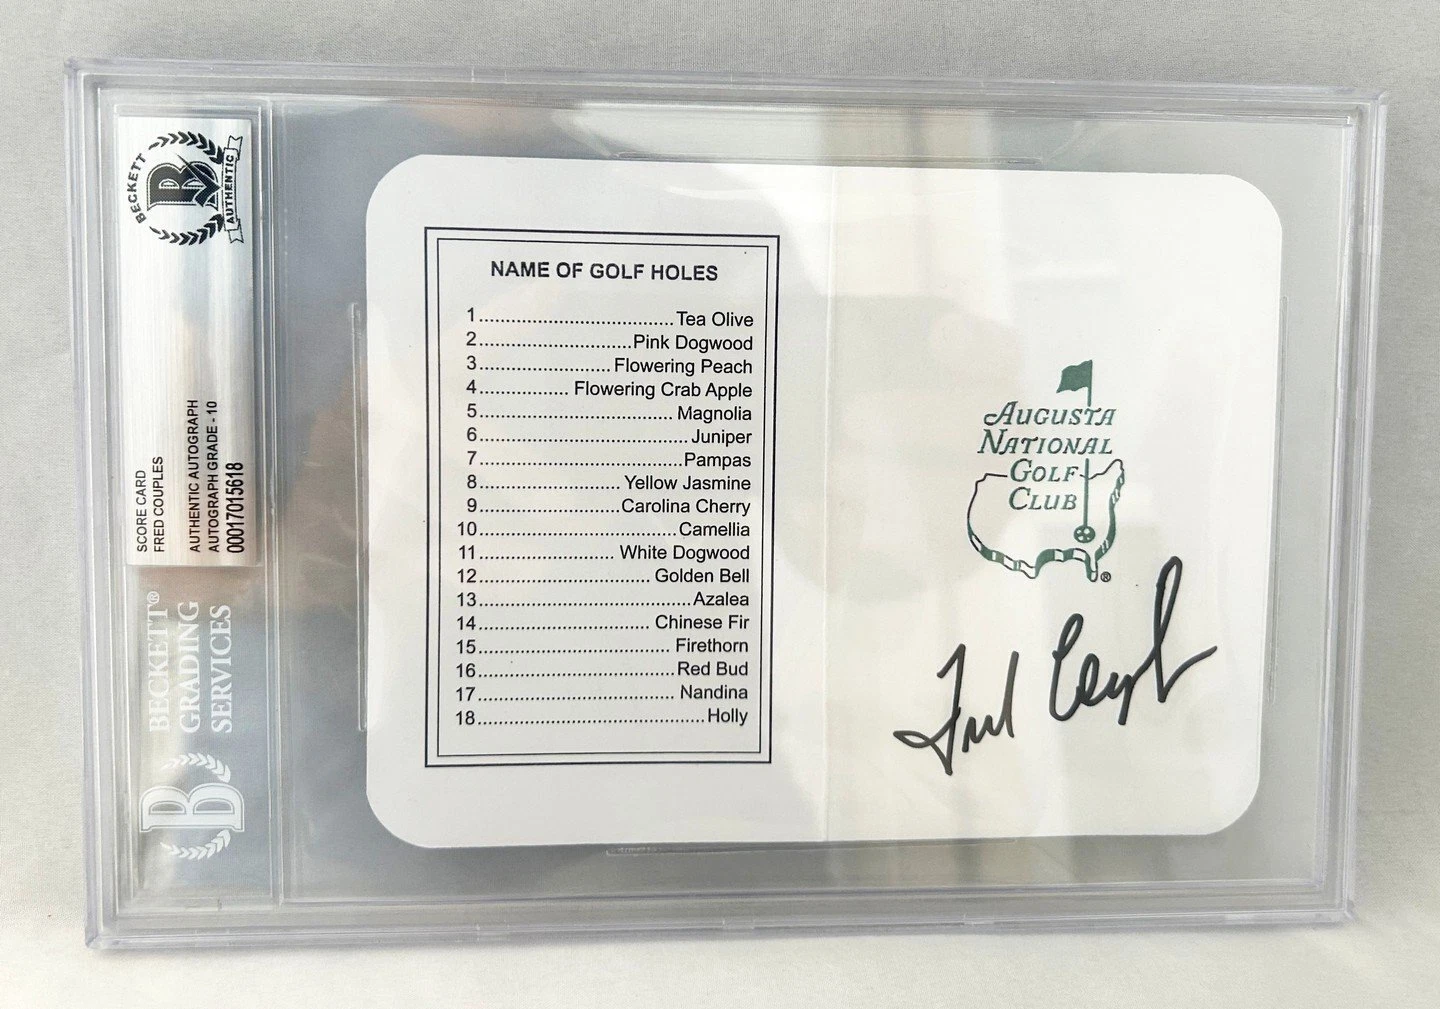 BECKETT
B
AUTHENTIC
SCORE CARD
FRED COUPLES
AUTHENTIC AUTOGRAPH
AUTOGRAPH GRADE - 10
00017015618
BECKETT®
GRADING
SERVICES
B
NAME OF GOLF HOLES
1..................................Tea Olive
2...........................Pink Dogwood
3.......................Flowering Peach
4................Flowering Crab Apple
5..................................Magnolia
6.....................................Juniper
7....................................Pampas
8.........................Yellow Jasmine
9.........................Carolina Cherry
10...................................Camellia
11........................White Dogwood
12..............................Golden Bell
13.....................................Azalea
14..............................Chinese Fir
15..................................Firethorn
16..................................Red Bud
17...................................Nandina
18........................................Holly
AUGUSTA
NATIONAL
GOLF
CLUB
®
Fred Couples